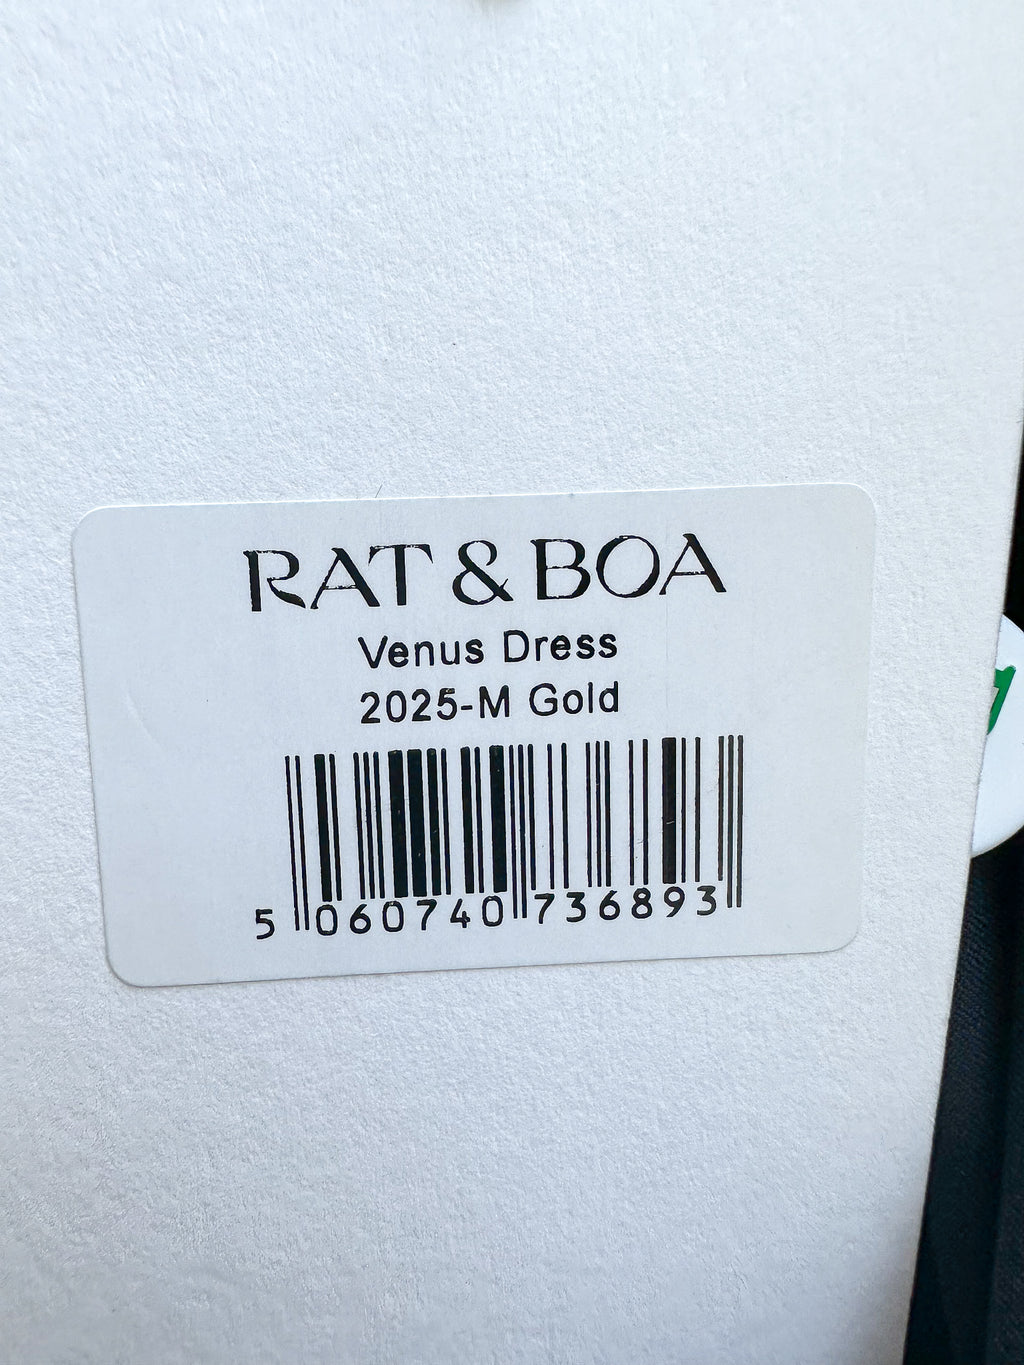 RAT & BOA
Venus Dress
2025-M Gold
5 060740 736893